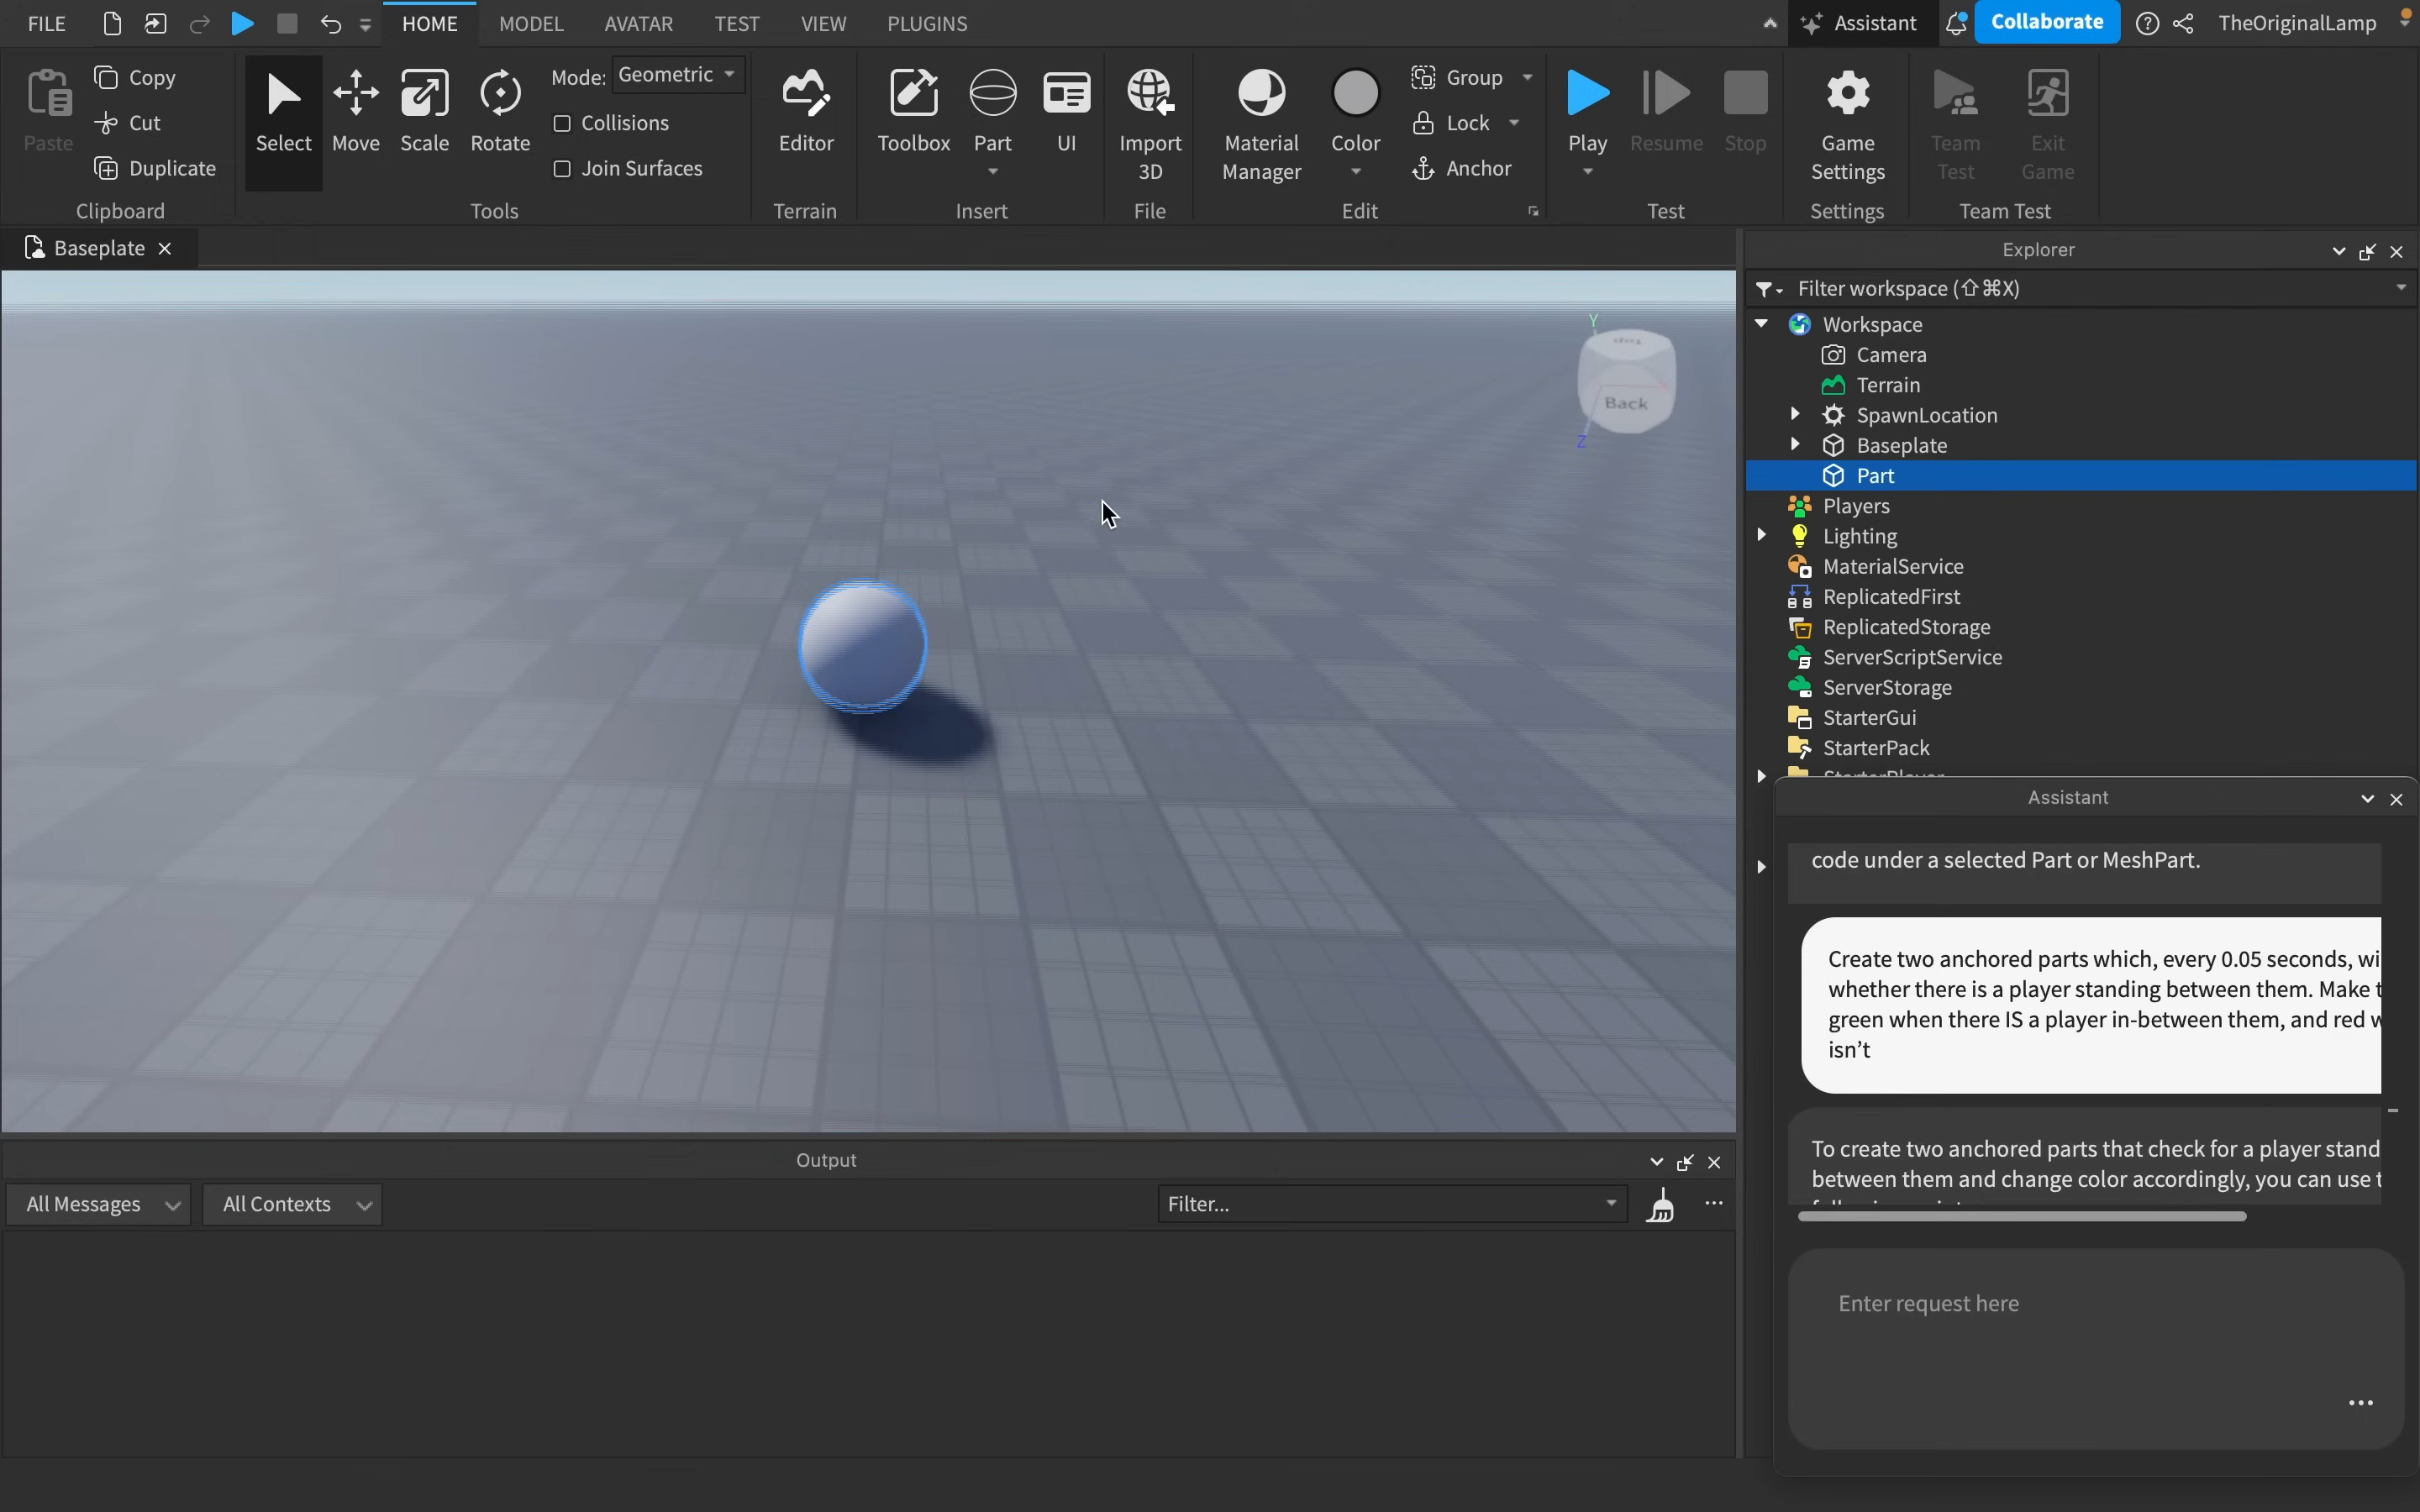 FILE
HOME
MODEL
AVATAR
TEST
VIEW
PLUGINS
Assistant
Collaborate
TheOriginalLamp
Paste
Copy
Cut
Duplicate
Clipboard
Select
Move
Scale
Rotate
Mode: Geometric
Collisions
Join Surfaces
Tools
Editor
Terrain
Toolbox
Part
UI
Insert
Import
3D
File
Material
Manager
Color
Group
Lock
Anchor
Edit
Play
Resume
Stop
Test
Game
Settings
Settings
Team
Test
Exit
Game
Team Test
Baseplate
Y
Top
Back
Z
Explorer
Filter workspace (⇧⌘X)
Workspace
Camera
Terrain
SpawnLocation
Baseplate
Part
Players
Lighting
MaterialService
ReplicatedFirst
ReplicatedStorage
ServerScriptService
ServerStorage
StarterGui
StarterPack
StarterPlayer
Assistant
code under a selected Part or MeshPart.
Create two anchored parts which, every 0.05 seconds, wi
whether there is a player standing between them. Make t
green when there IS a player in-between them, and red w
isn't
To create two anchored parts that check for a player stand
between them and change color accordingly, you can use t
Enter request here
Output
All Messages
All Contexts
Filter...